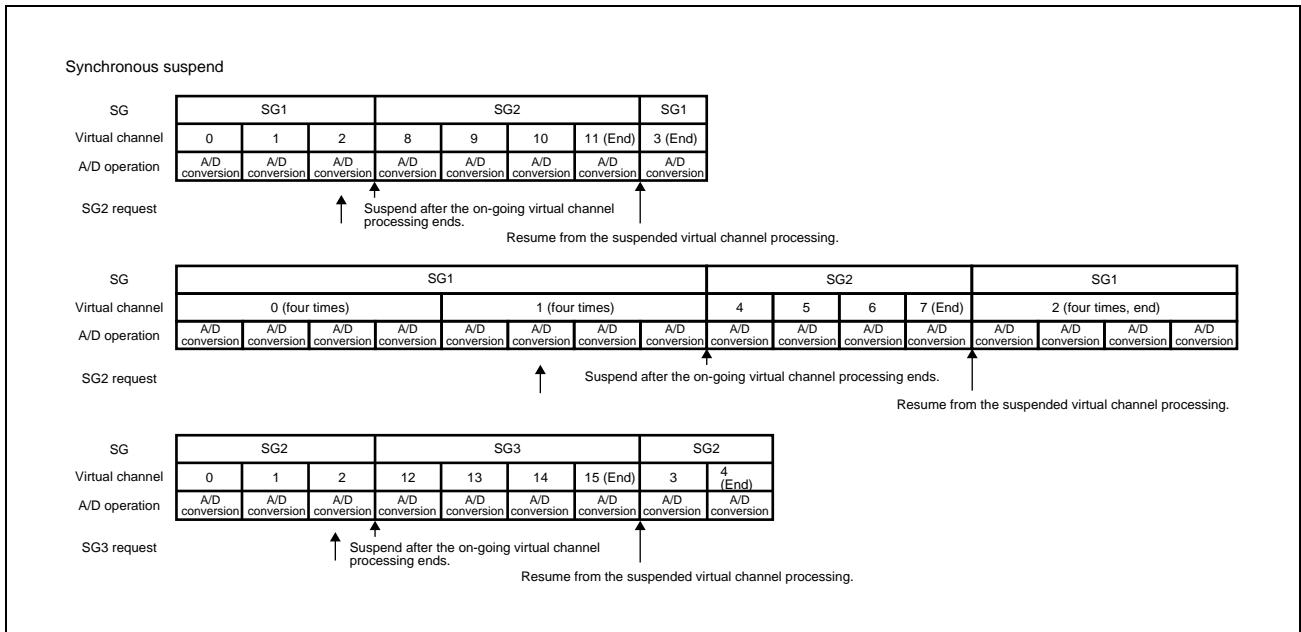 Synchronous suspend
SG SG1 SG2 SG1
Virtual channel 0 1 2 8 9 10 11 (End) 3 (End)
A/D operation A/D conversion A/D conversion A/D conversion A/D conversion A/D conversion A/D conversion A/D conversion A/D conversion
SG2 request Suspend after the on-going virtual channel
processing ends.
Resume from the suspended virtual channel processing.
SG SG1 SG2 SG1
Virtual channel 0 (four times) 1 (four times) 4 5 6 7 (End) 2 (four times, end)
A/D operation A/D conversion A/D conversion A/D conversion A/D conversion A/D conversion A/D conversion A/D conversion A/D conversion A/D conversion A/D conversion A/D conversion A/D conversion A/D conversion A/D conversion A/D conversion A/D conversion
SG2 request Suspend after the on-going virtual channel processing ends.
Resume from the suspended virtual channel processing.
SG SG2 SG3 SG2
Virtual channel 0 1 2 12 13 14 15 (End) 3 4 (End)
A/D operation A/D conversion A/D conversion A/D conversion A/D conversion A/D conversion A/D conversion A/D conversion A/D conversion A/D conversion
SG3 request Suspend after the on-going virtual channel
processing ends.
Resume from the suspended virtual channel processing.